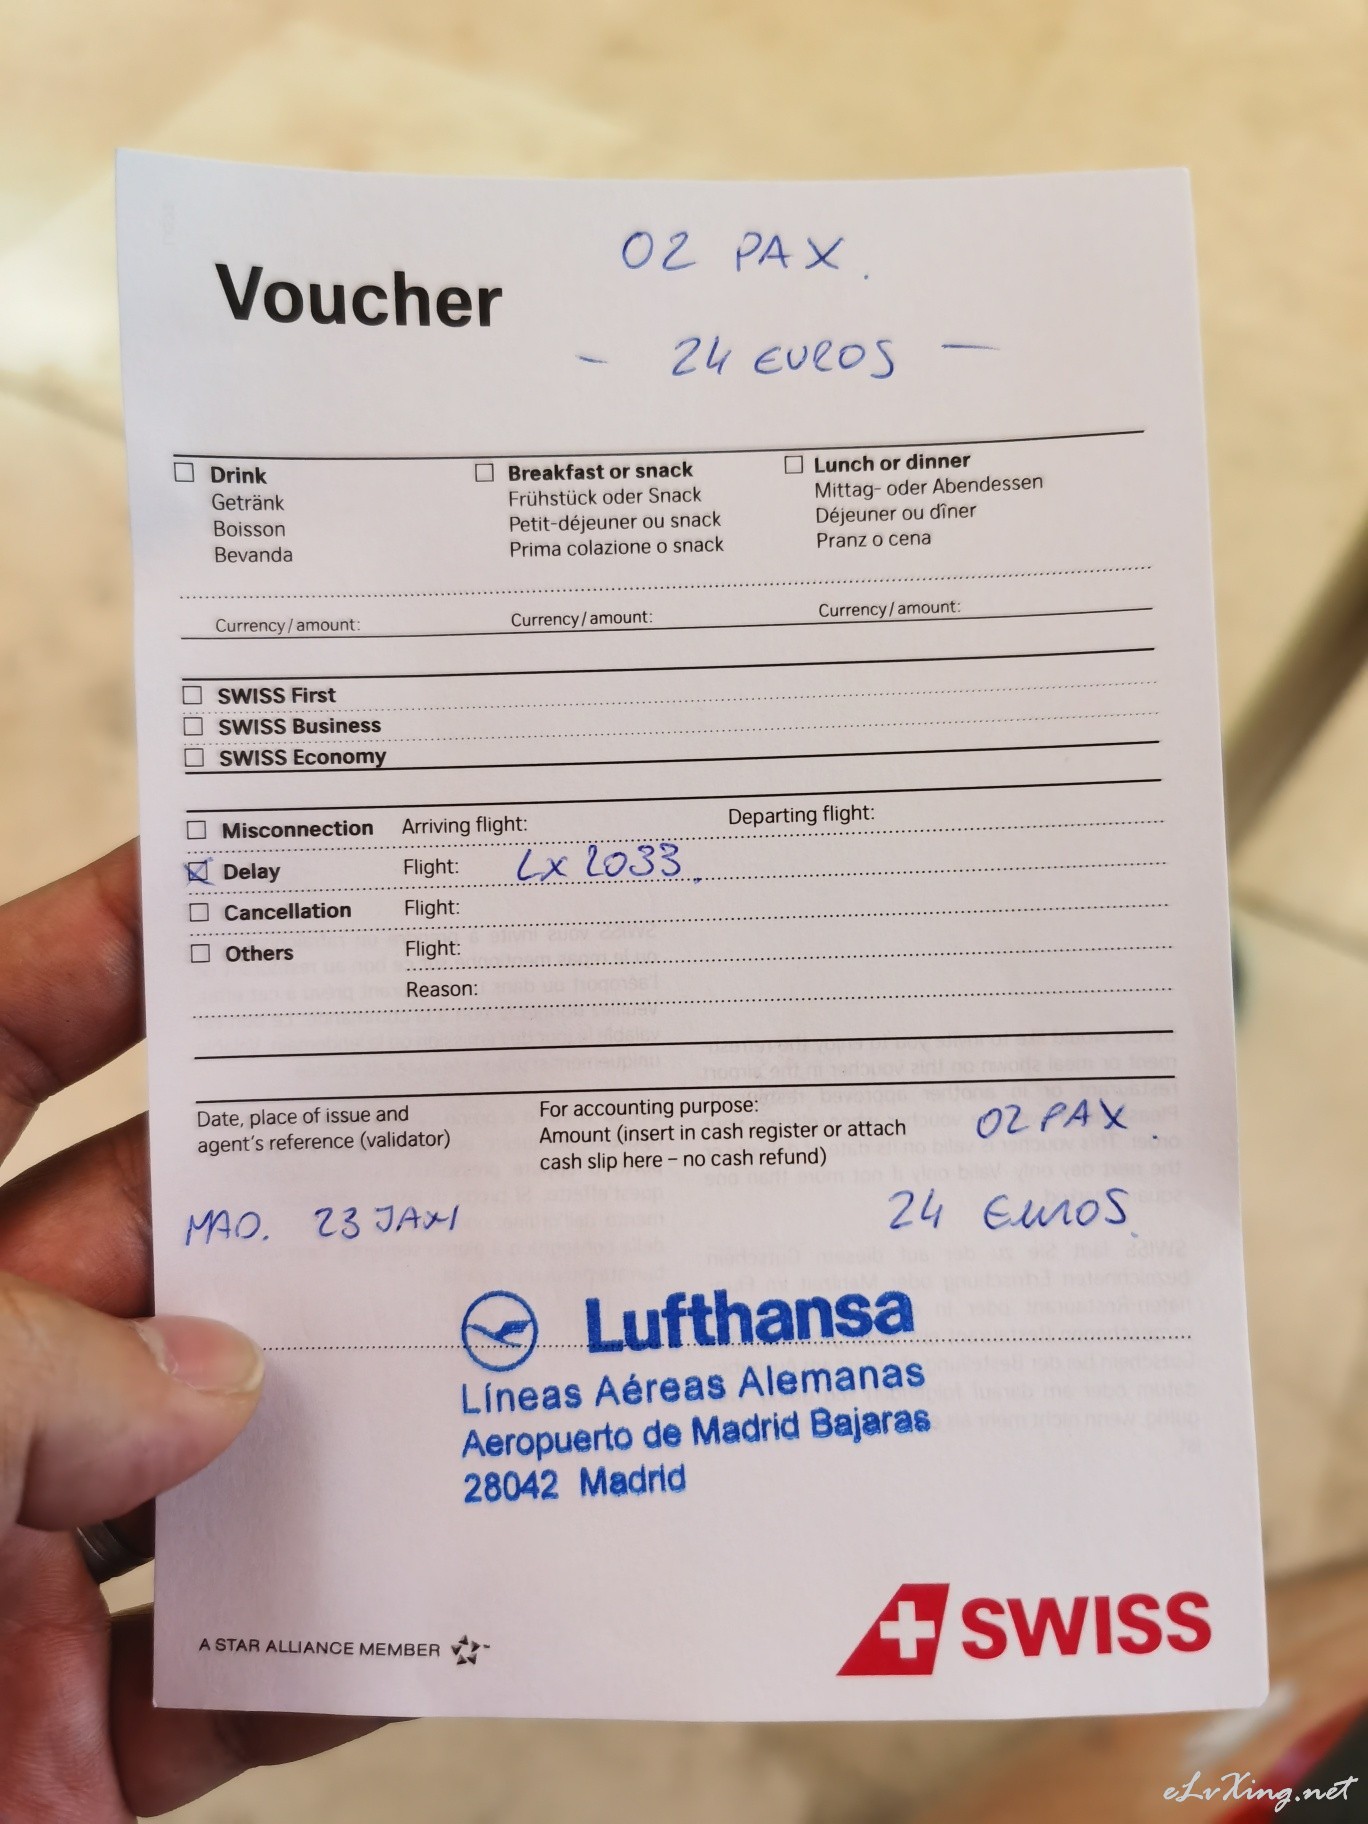 Voucher
02 PAX.
- 24 EUROS -
Drink
Getränk
Boisson
Bevanda
Breakfast or snack
Frühstück oder Snack
Petit-déjeuner ou snack
Prima colazione o snack
Lunch or dinner
Mittag- oder Abendessen
Déjeuner ou dîner
Pranz o cena
Currency/amount:
Currency/amount:
Currency/amount:
SWISS First
SWISS Business
SWISS Economy
Misconnection Arriving flight: Departing flight:
Delay Flight: LX 2033.
Cancellation Flight:
Others Flight:
Reason:
Date, place of issue and
agent's reference (validator)
For accounting purpose:
Amount (insert in cash register or attach
cash slip here – no cash refund)
02 PAX.
24 EUROS.
MAD. 23
Lufthansa
Líneas Aéreas Alemanas
Aeropuerto de Madrid Bajaras
28042 Madrid
A STAR ALLIANCE MEMBER
SWISS
eLvXing.net